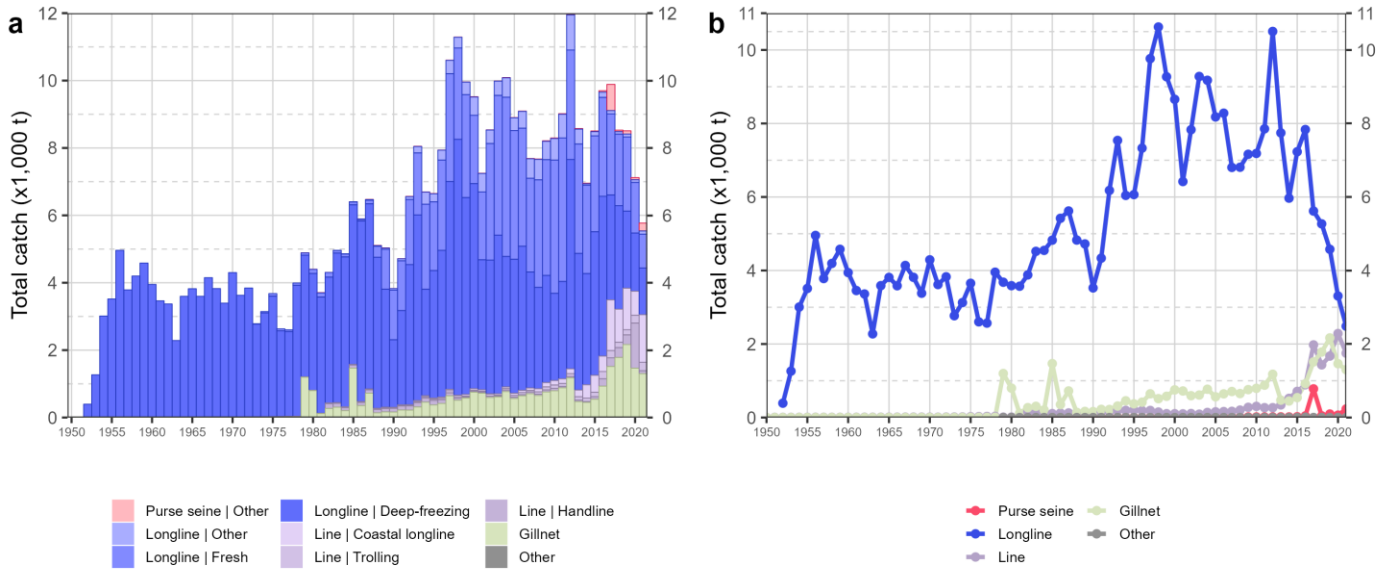 a
Total catch (x1,000 t)
12
10
8
6
4
2
0
12
10
8
6
4
2
0
1950 1955 1960 1965 1970 1975 1980 1985 1990 1995 2000 2005 2010 2015 2020
Purse seine | Other
Longline | Other
Longline | Fresh
Longline | Deep-freezing
Line | Coastal longline
Line | Trolling
Line | Handline
Gillnet
Other
b
Total catch (x1,000 t)
11
10
8
6
4
2
0
11
10
8
6
4
2
0
1950 1955 1960 1965 1970 1975 1980 1985 1990 1995 2000 2005 2010 2015 2020
Purse seine
Longline
Line
Gillnet
Other